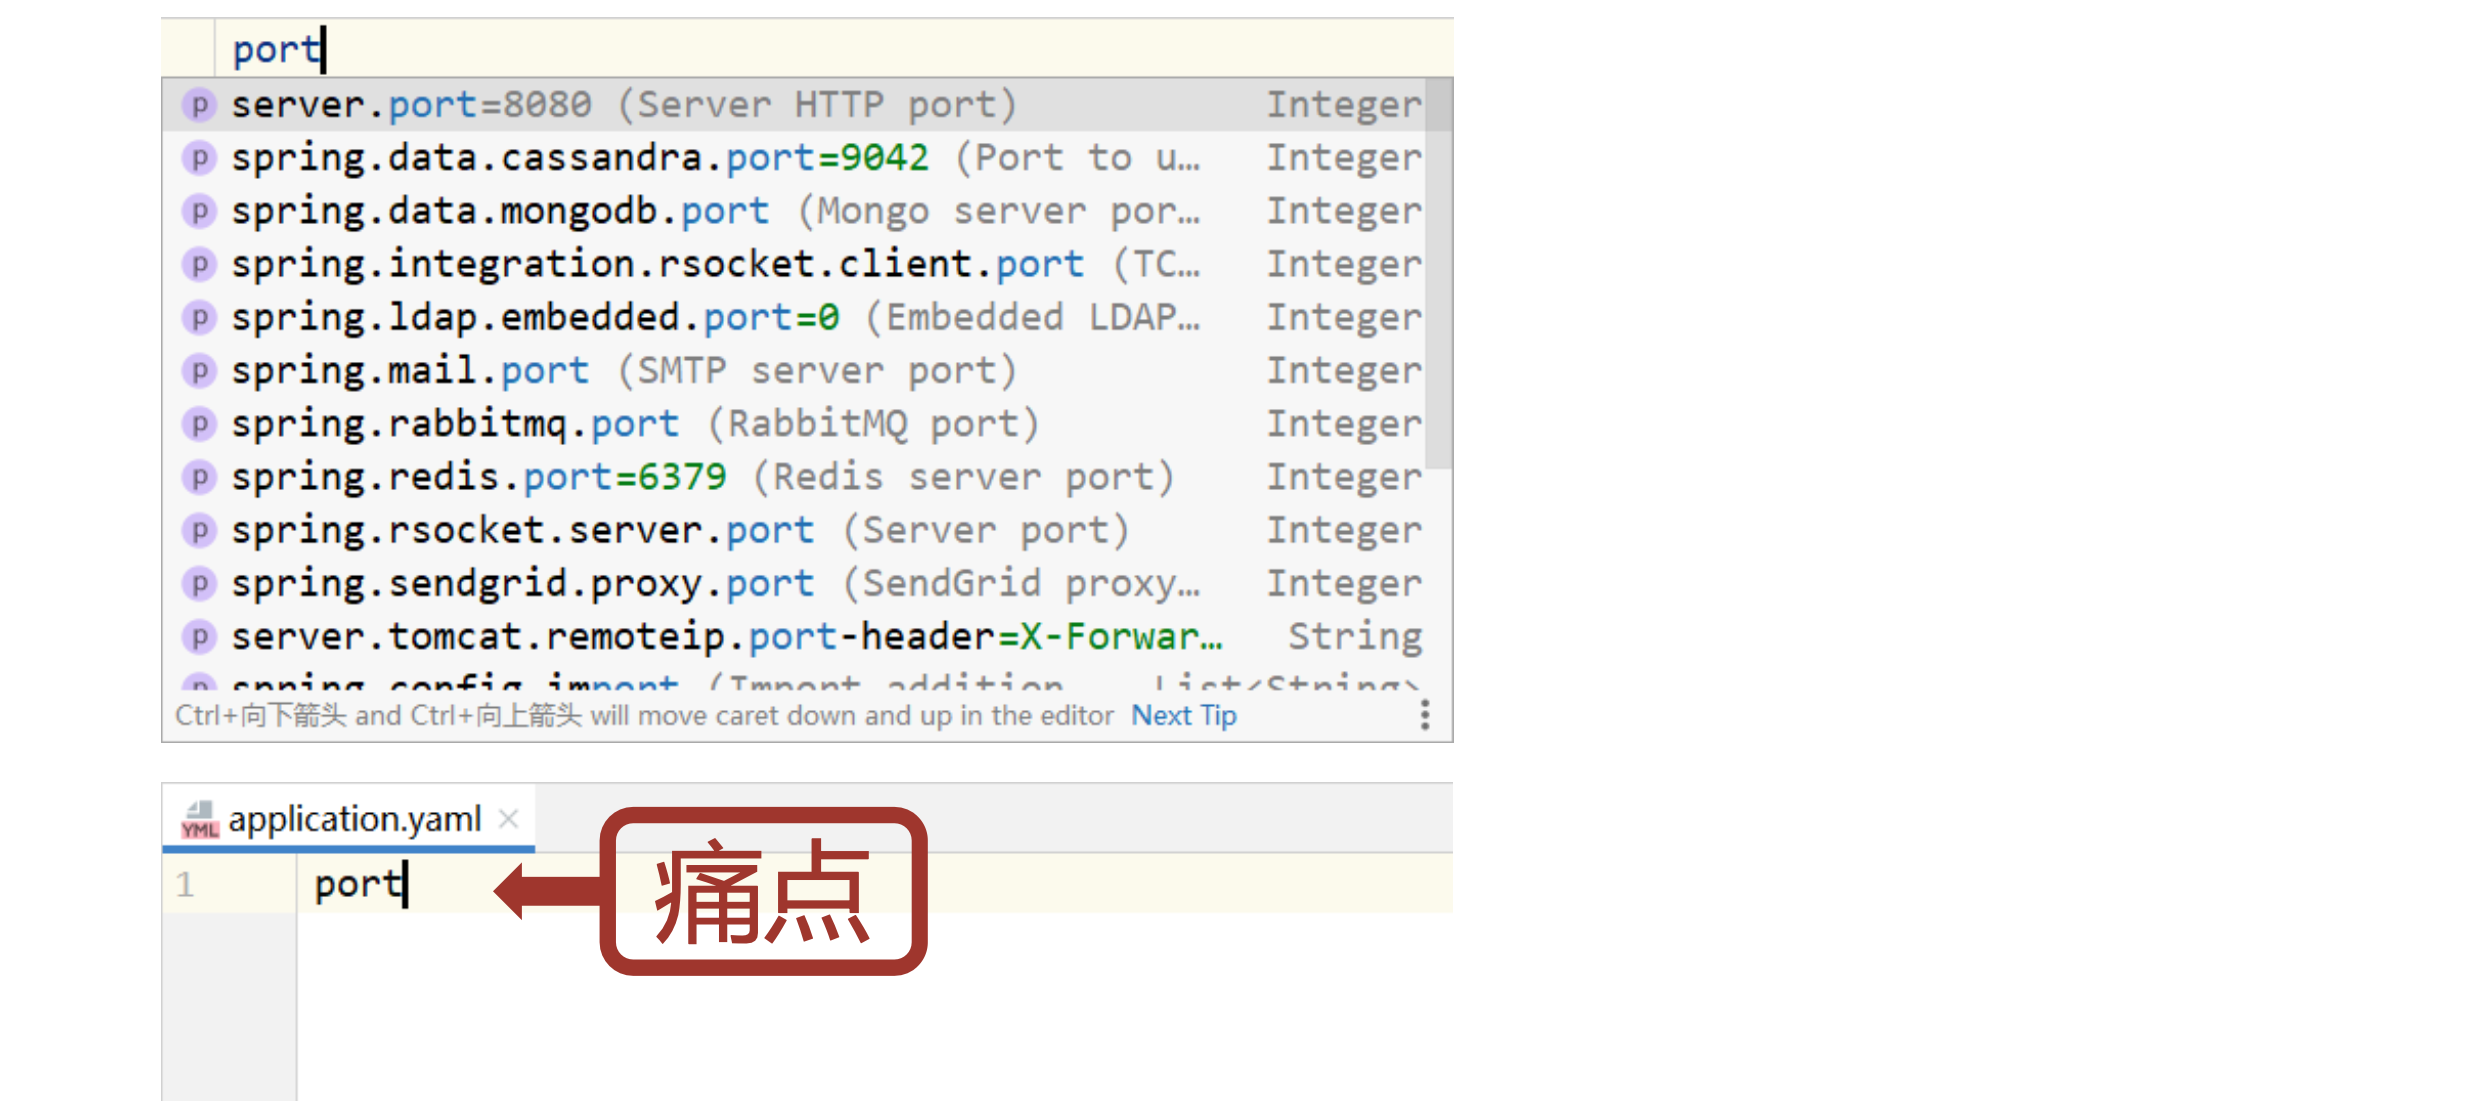 port
p server.port=8080 (Server HTTP port) Integer
p spring.data.cassandra.port=9042 (Port to u… Integer
p spring.data.mongodb.port (Mongo server por… Integer
p spring.integration.rsocket.client.port (TC… Integer
p spring.ldap.embedded.port=0 (Embedded LDAP… Integer
p spring.mail.port (SMTP server port) Integer
p spring.rabbitmq.port (RabbitMQ port) Integer
p spring.redis.port=6379 (Redis server port) Integer
p spring.rsocket.server.port (Server port) Integer
p spring.sendgrid.proxy.port (SendGrid proxy… Integer
p server.tomcat.remoteip.port-header=X-Forwar… String
p spring.config.import (Import addition… List<String>
Ctrl+向下箭头 and Ctrl+向上箭头 will move caret down and up in the editor Next Tip
YML application.yaml
1 port
痛点